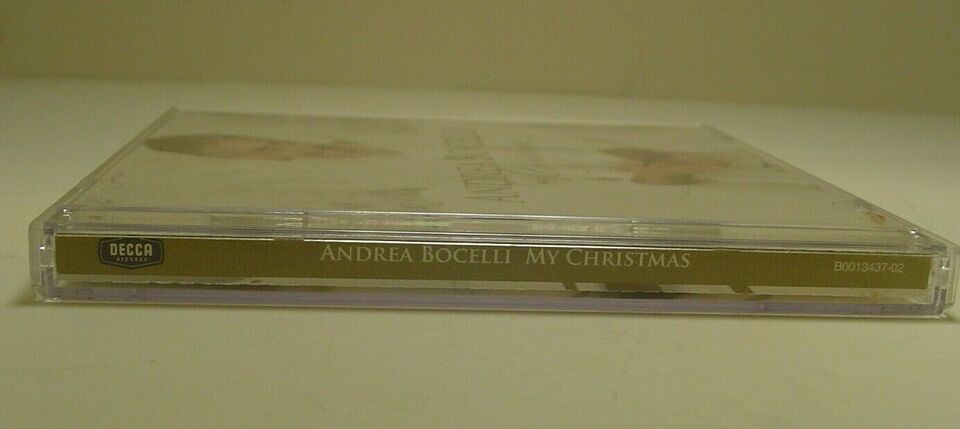 DECCA
RECORDS
ANDREA BOCELLI MY CHRISTMAS
B0013437-02